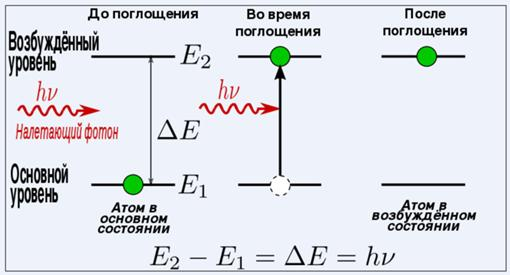 До поглощения
Во время
поглощения
После
поглощения
Возбуждённый
уровень
E₂
hν
hν
Налетающий фотон
ΔE
Основной
уровень
E₁
Атом в
основном
состоянии
Атом в
возбуждённом
состоянии
E₂ − E₁ = ΔE = hν